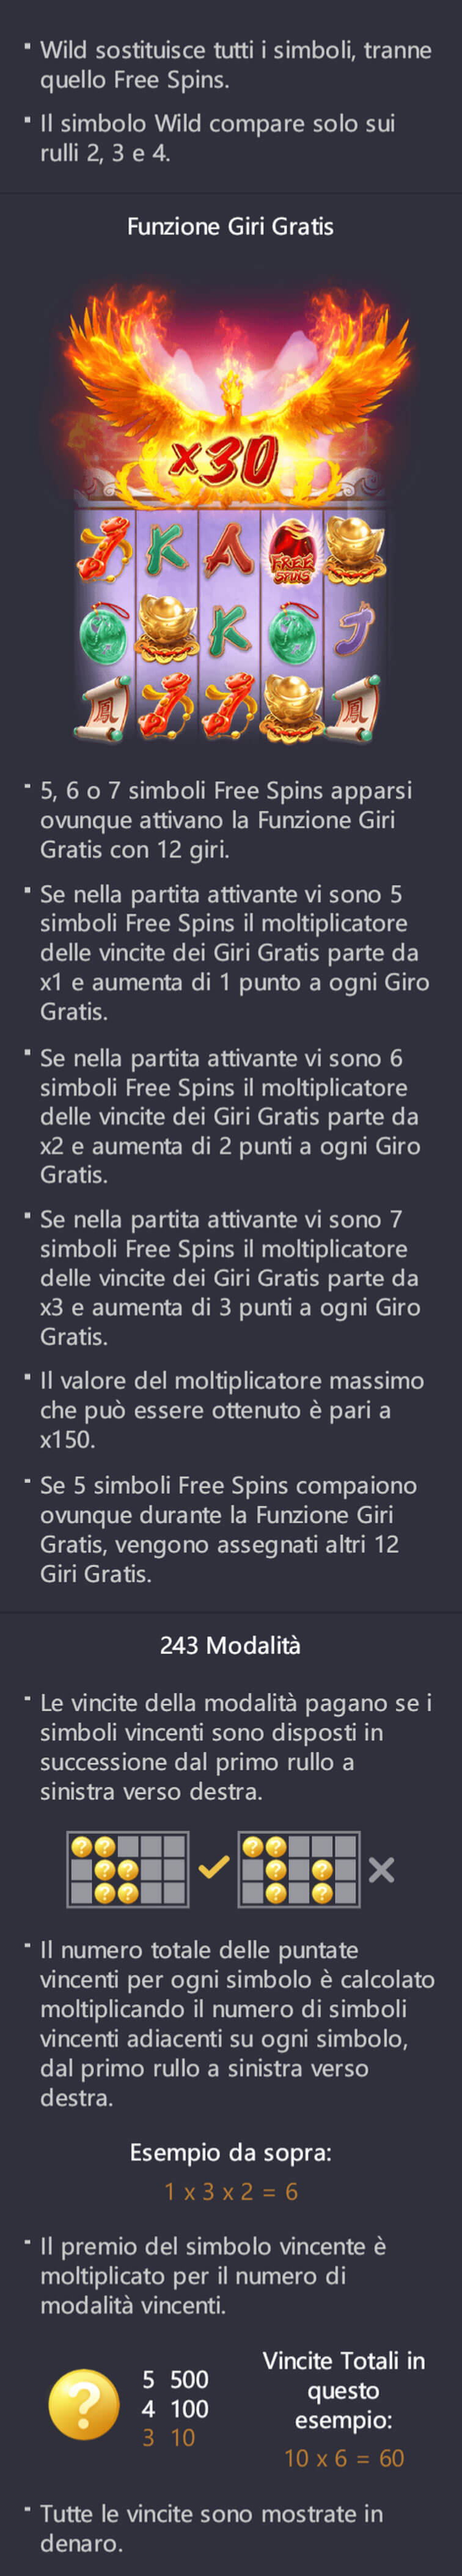 Wild sostituisce tutti i simboli, tranne
quello Free Spins.
Il simbolo Wild compare solo sui
rulli 2, 3 e 4.
Funzione Giri Gratis
x30
K
A
FREE
SPINS
K
J
鳳
鳳
5, 6 o 7 simboli Free Spins apparsi
ovunque attivano la Funzione Giri
Gratis con 12 giri.
Se nella partita attivante vi sono 5
simboli Free Spins il moltiplicatore
delle vincite dei Giri Gratis parte da
x1 e aumenta di 1 punto a ogni Giro
Gratis.
Se nella partita attivante vi sono 6
simboli Free Spins il moltiplicatore
delle vincite dei Giri Gratis parte da
x2 e aumenta di 2 punti a ogni Giro
Gratis.
Se nella partita attivante vi sono 7
simboli Free Spins il moltiplicatore
delle vincite dei Giri Gratis parte da
x3 e aumenta di 3 punti a ogni Giro
Gratis.
Il valore del moltiplicatore massimo
che può essere ottenuto è pari a
x150.
Se 5 simboli Free Spins compaiono
ovunque durante la Funzione Giri
Gratis, vengono assegnati altri 12
Giri Gratis.
243 Modalità
Le vincite della modalità pagano se i
simboli vincenti sono disposti in
successione dal primo rullo a
sinistra verso destra.
? ? ? ?
? ? ? ?
? ? ? ?
Il numero totale delle puntate
vincenti per ogni simbolo è calcolato
moltiplicando il numero di simboli
vincenti adiacenti su ogni simbolo,
dal primo rullo a sinistra verso
destra.
Esempio da sopra:
1 x 3 x 2 = 6
Il premio del simbolo vincente è
moltiplicato per il numero di
modalità vincenti.
?
5 500
4 100
3 10
Vincite Totali in
questo
esempio:
10 x 6 = 60
Tutte le vincite sono mostrate in
denaro.